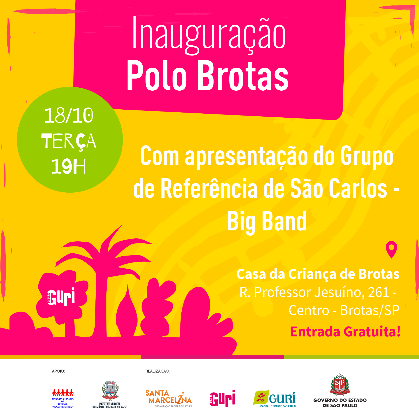 Inauguração
Polo Brotas
18/10
TERÇA
19H
Com apresentação do Grupo
de Referência de São Carlos -
Big Band
Casa da Criança de Brotas
R. Professor Jesuíno, 261 -
Centro - Brotas/SP
Entrada Gratuita!
Guri
APOIO:
REALIZAÇÃO:
SANTA
MARCELINA
Guri
GURI
GOVERNO DO ESTADO
DE SÃO PAULO